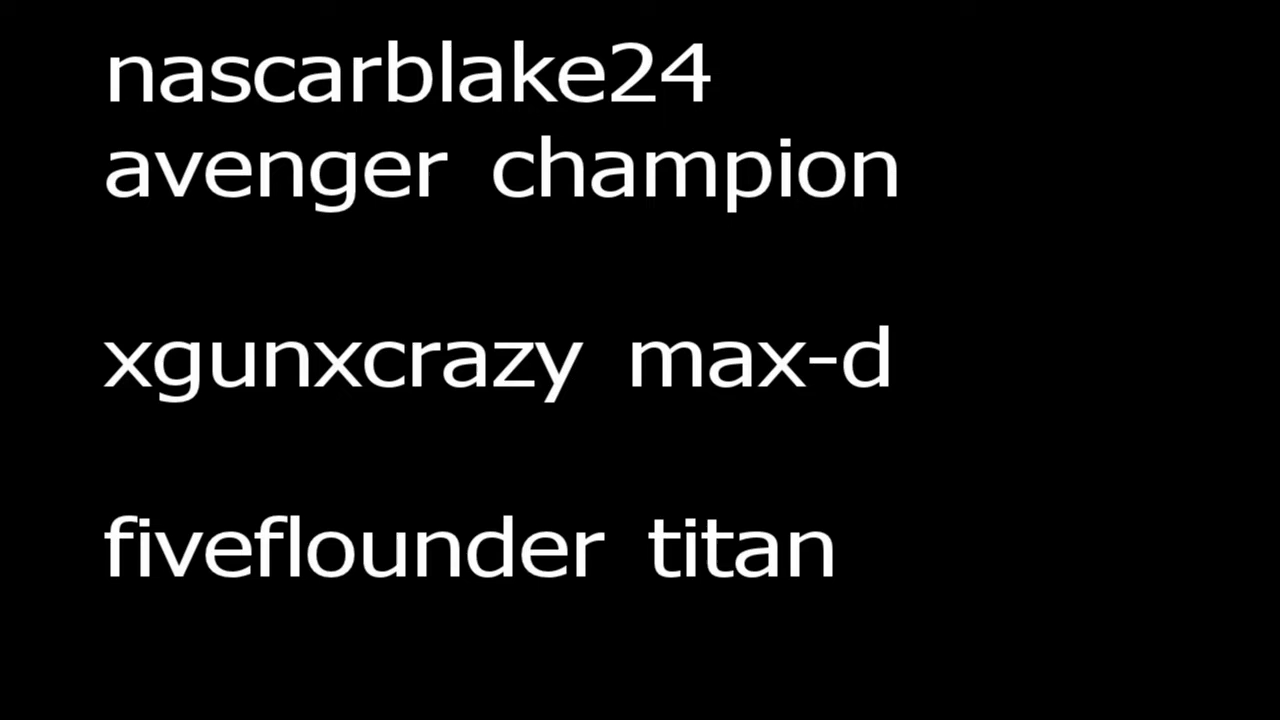 nascarblake24
avenger champion
xgunxcrazy max-d
fiveflounder titan